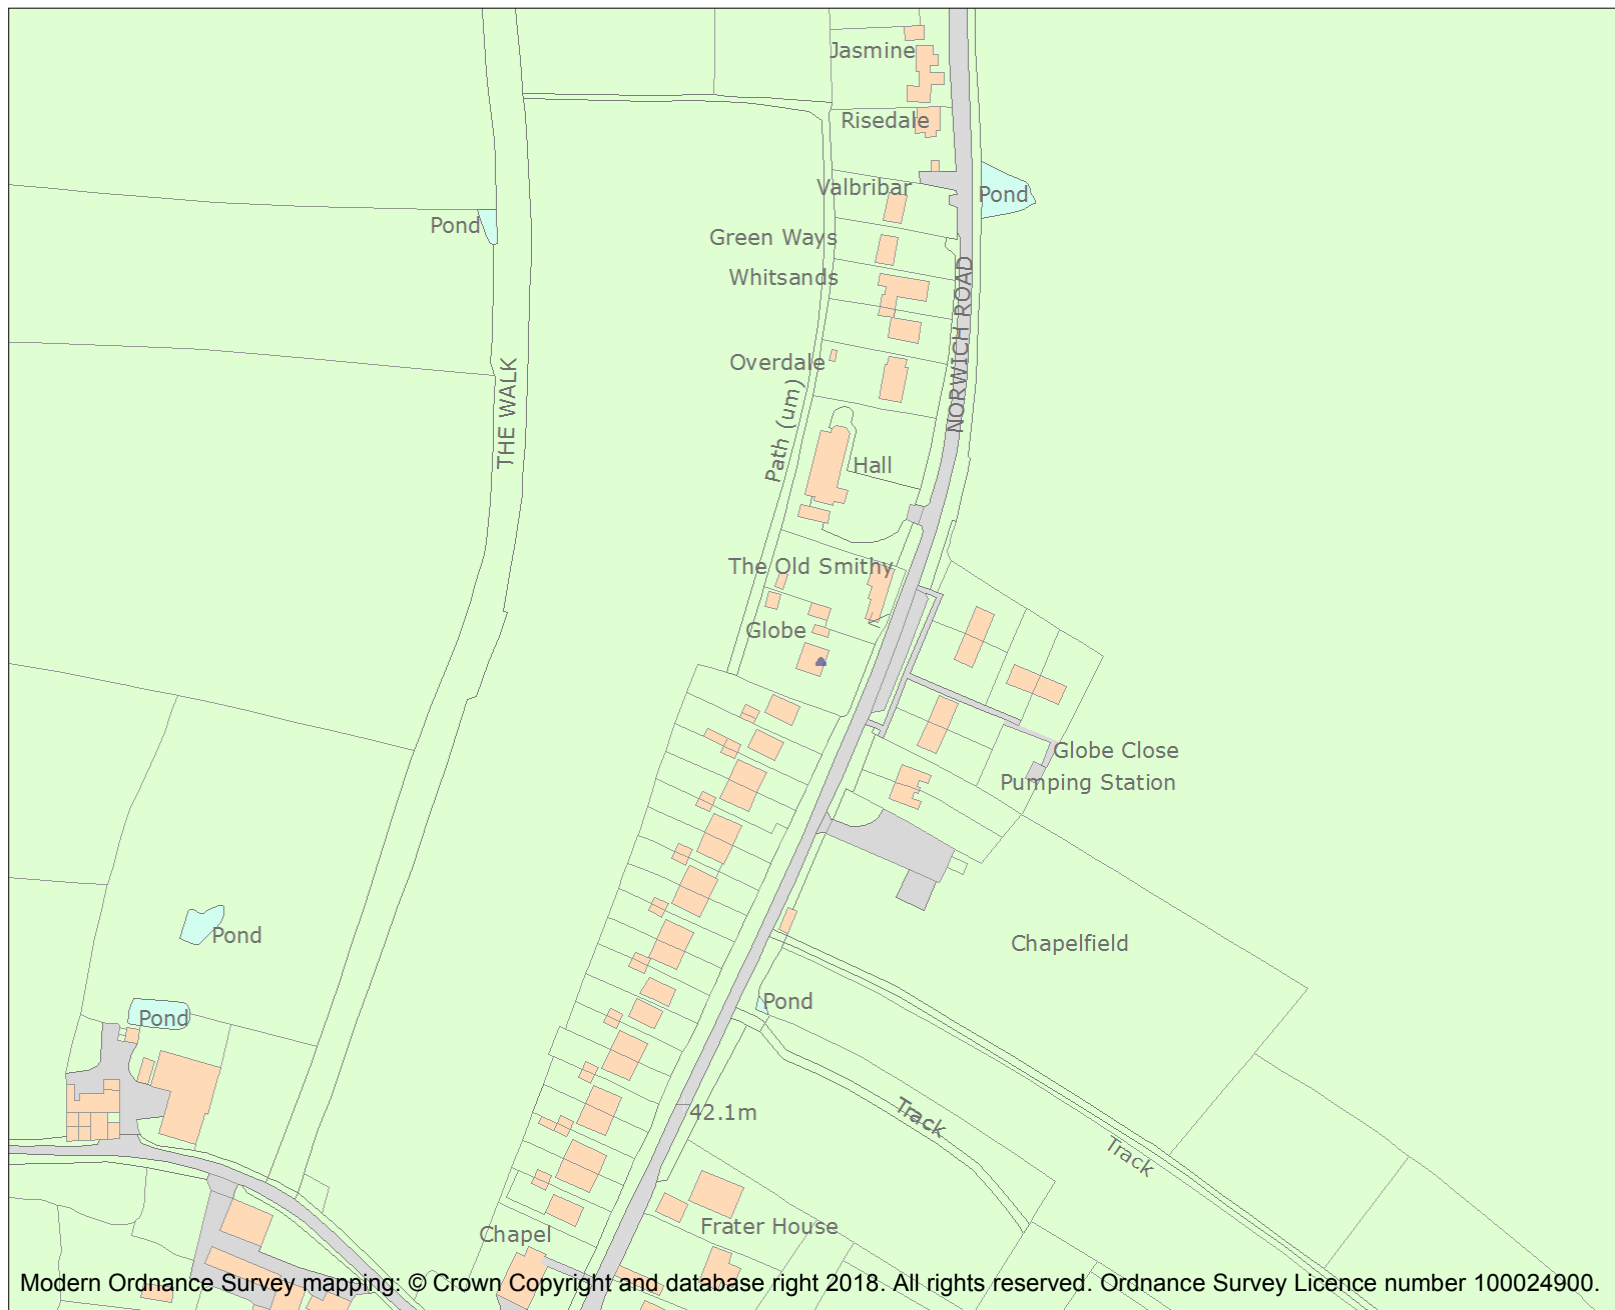 Jasmine
Risedale
Valbribar
Pond
Pond
Green Ways
Whitsands
NORWICH ROAD
Overdale
THE WALK
Path (um)
Hall
The Old Smithy
Globe
Globe Close
Pumping Station
Pond
Chapelfield
Pond
Pond
42.1m
Track
Track
Frater House
Chapel
Modern Ordnance Survey mapping: © Crown Copyright and database right 2018. All rights reserved. Ordnance Survey Licence number 100024900.